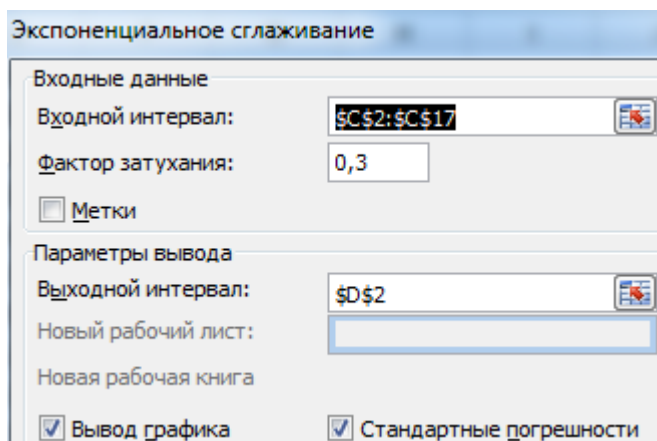 Экспоненциальное сглаживание
Входные данные
Входной интервал: $C$2:$C$17
Фактор затухания: 0,3
Метки
Параметры вывода
Выходной интервал: $D$2
Новый рабочий лист:
Новая рабочая книга
Вывод графика Стандартные погрешности